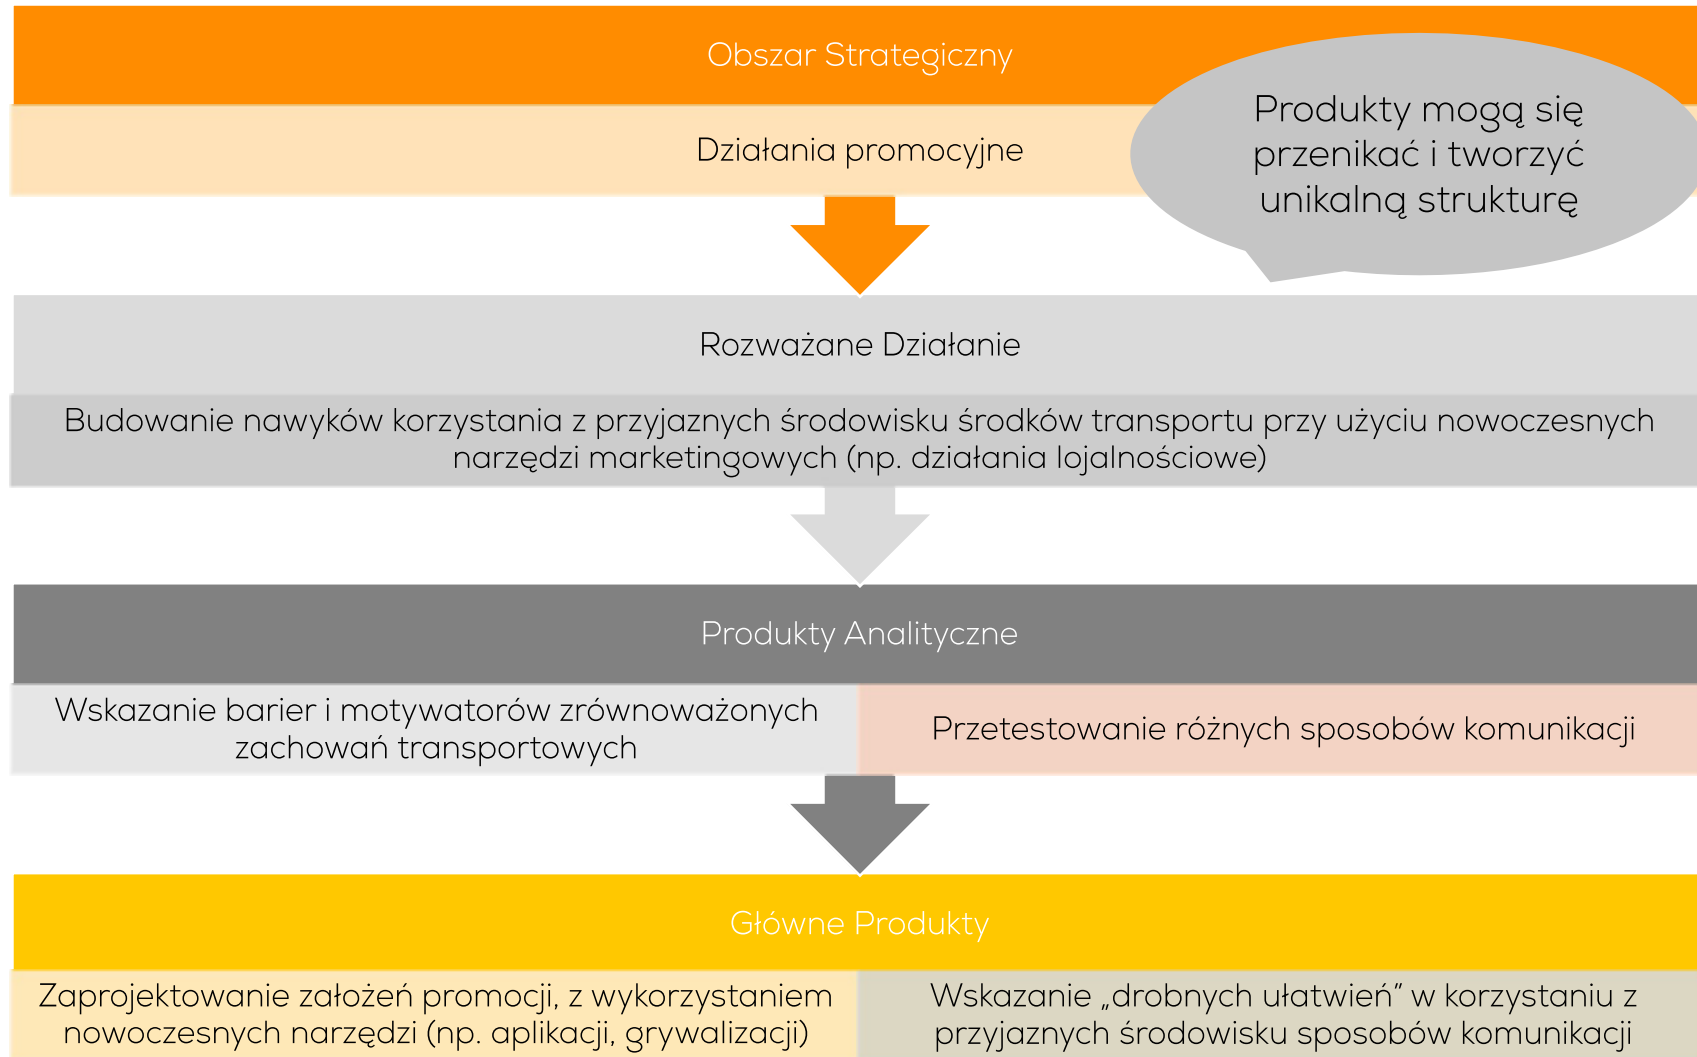 Obszar Strategiczny
Produkty mogą się
przenikać i tworzyć
unikalną strukturę
Działania promocyjne
Rozważane Działanie
Budowanie nawyków korzystania z przyjaznych środowisku środków transportu przy użyciu nowoczesnych
narzędzi marketingowych (np. działania lojalnościowe)
Produkty Analityczne
Wskazanie barier i motywatorów zrównoważonych
zachowań transportowych
Przetestowanie różnych sposobów komunikacji
Główne Produkty
Zaprojektowanie założeń promocji, z wykorzystaniem
nowoczesnych narzędzi (np. aplikacji, grywalizacji)
Wskazanie „drobnych ułatwień” w korzystaniu z
przyjaznych środowisku sposobów komunikacji